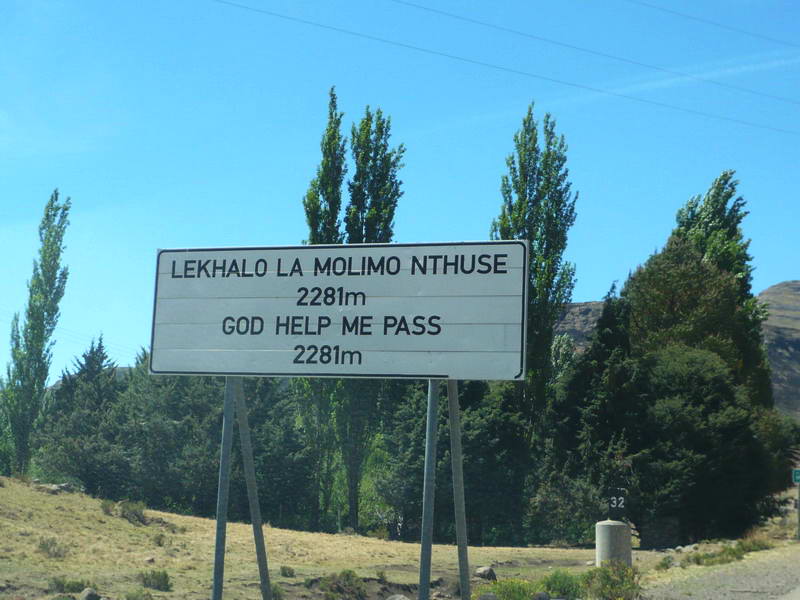 LEKHALO LA MOLIMO NTHUSE
2281m
GOD HELP ME PASS
2281m
32